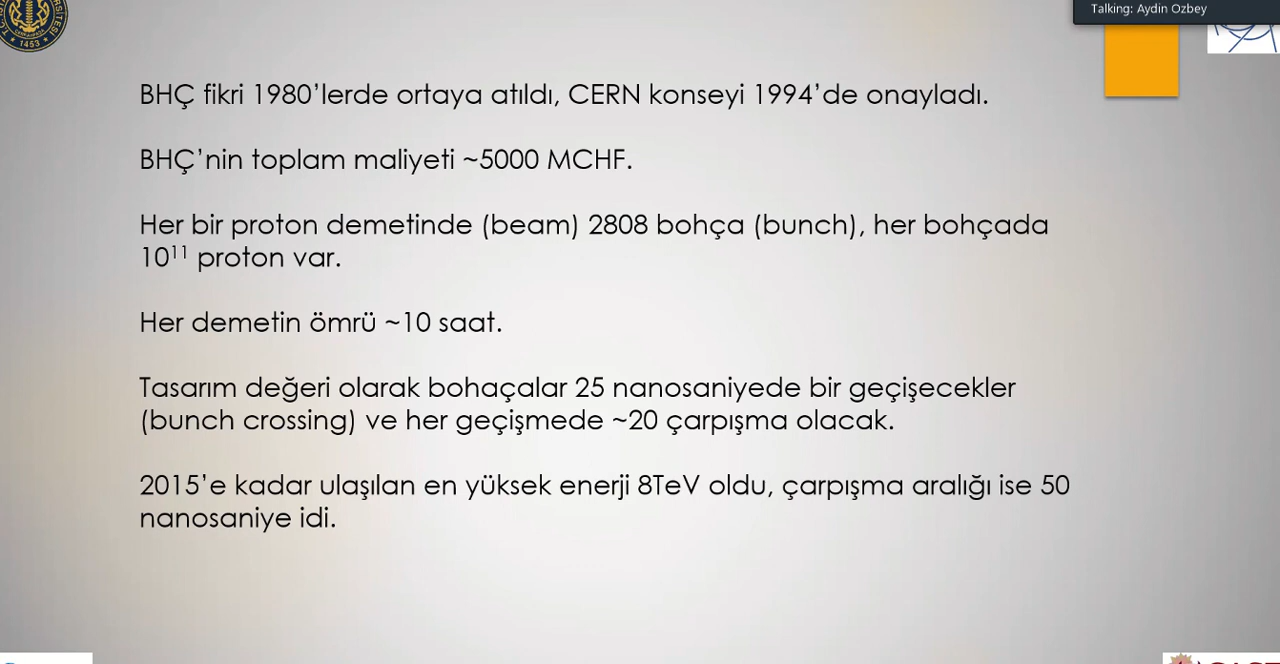 Talking: Aydin Ozbey
1453
BHÇ fikri 1980’lerde ortaya atıldı, CERN konseyi 1994’de onayladı.
BHÇ’nin toplam maliyeti ~5000 MCHF.
Her bir proton demetinde (beam) 2808 bohça (bunch), her bohçada
10¹¹ proton var.
Her demetin ömrü ~10 saat.
Tasarım değeri olarak bohaçalar 25 nanosaniyede bir geçişecekler
(bunch crossing) ve her geçişmede ~20 çarpışma olacak.
2015’e kadar ulaşılan en yüksek enerji 8TeV oldu, çarpışma aralığı ise 50
nanosaniye idi.